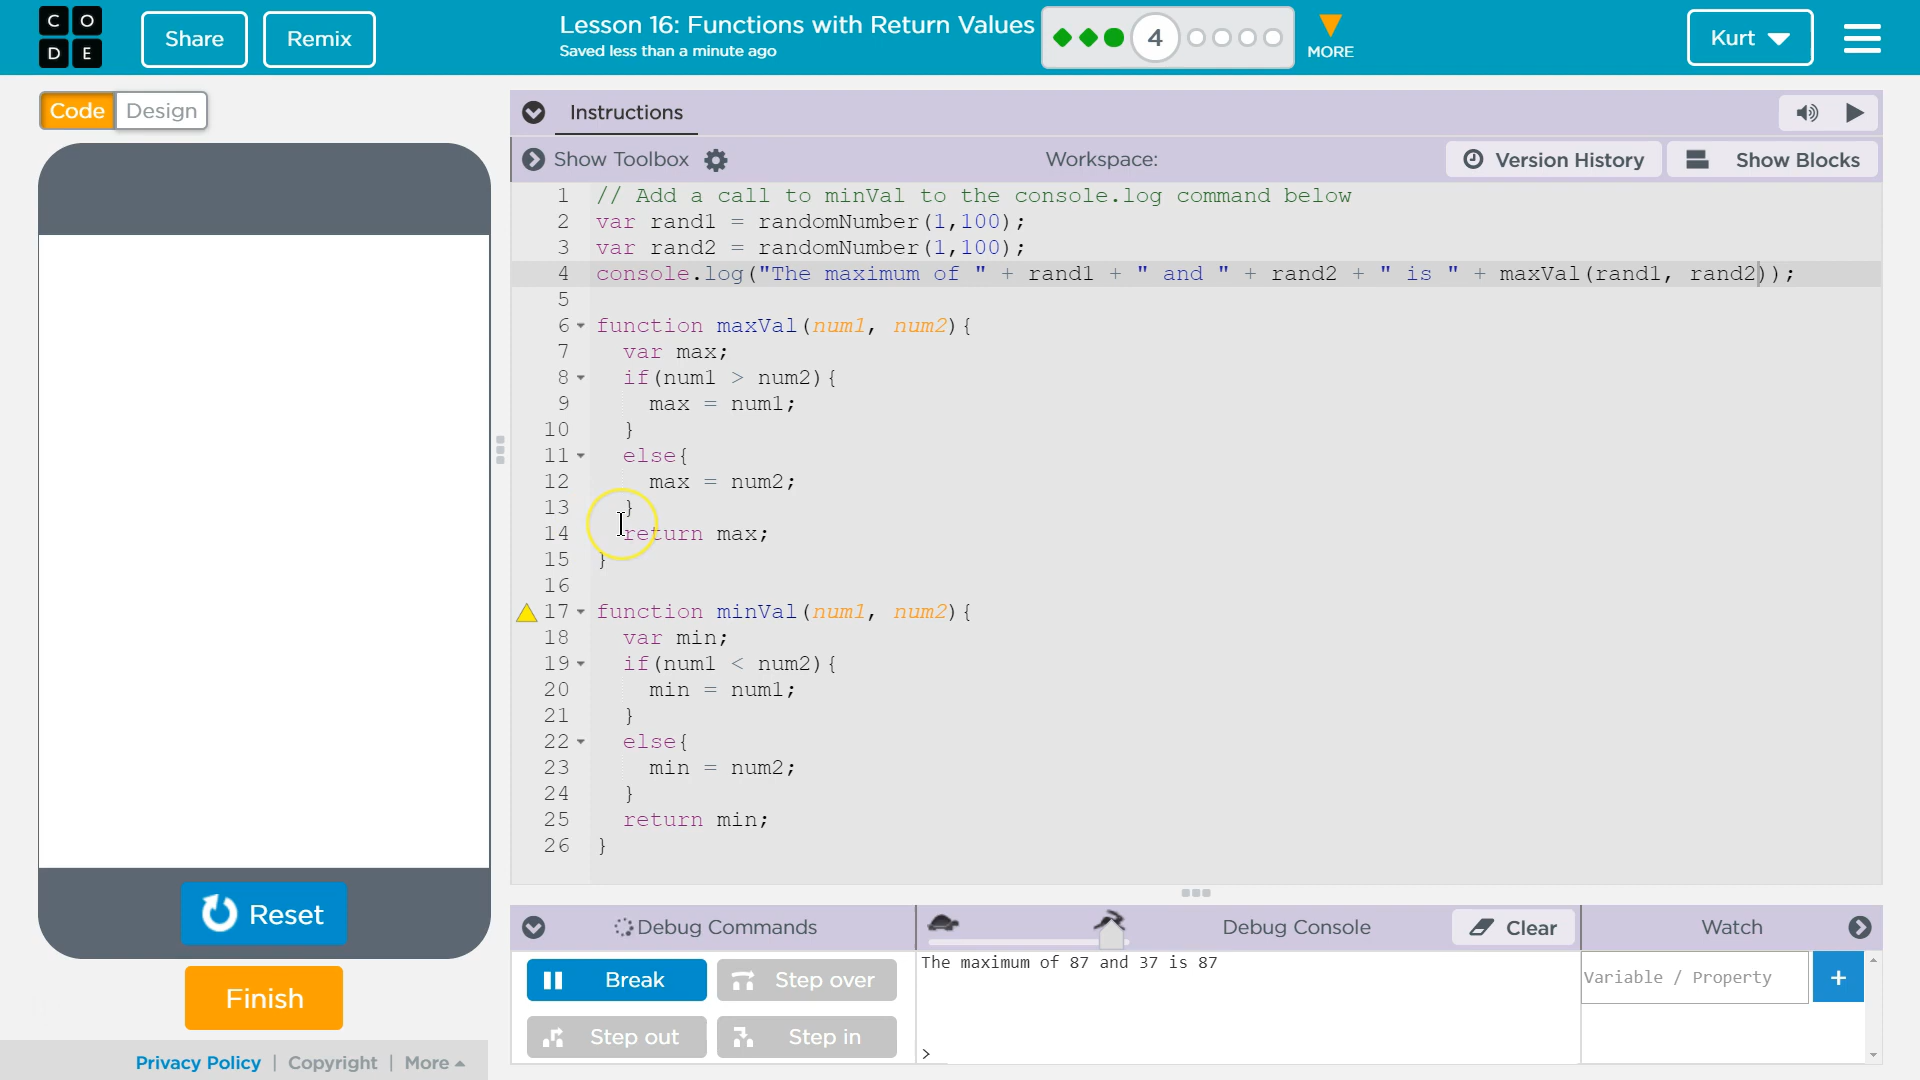 C O
D E
Share
Remix
Lesson 16: Functions with Return Values
Saved less than a minute ago
4
MORE
Kurt
Code
Design
Instructions
Show Toolbox
Workspace:
Version History
Show Blocks
1 // Add a call to minVal to the console.log command below
2 var rand1 = randomNumber(1,100);
3 var rand2 = randomNumber(1,100);
4 console.log("The maximum of " + rand1 + " and " + rand2 + " is " + maxVal(rand1, rand2));
5
6 function maxVal(num1, num2){
7 var max;
8 if(num1 > num2){
9 max = num1;
10 }
11 else{
12 max = num2;
13 }
14 return max;
15 }
16
17 function minVal(num1, num2){
18 var min;
19 if(num1 < num2){
20 min = num1;
21 }
22 else{
23 min = num2;
24 }
25 return min;
26 }
Reset
Finish
Debug Commands
Debug Console
Clear
Watch
Break
Step over
Step out
Step in
The maximum of 87 and 37 is 87
>
Variable / Property
+
Privacy Policy | Copyright | More